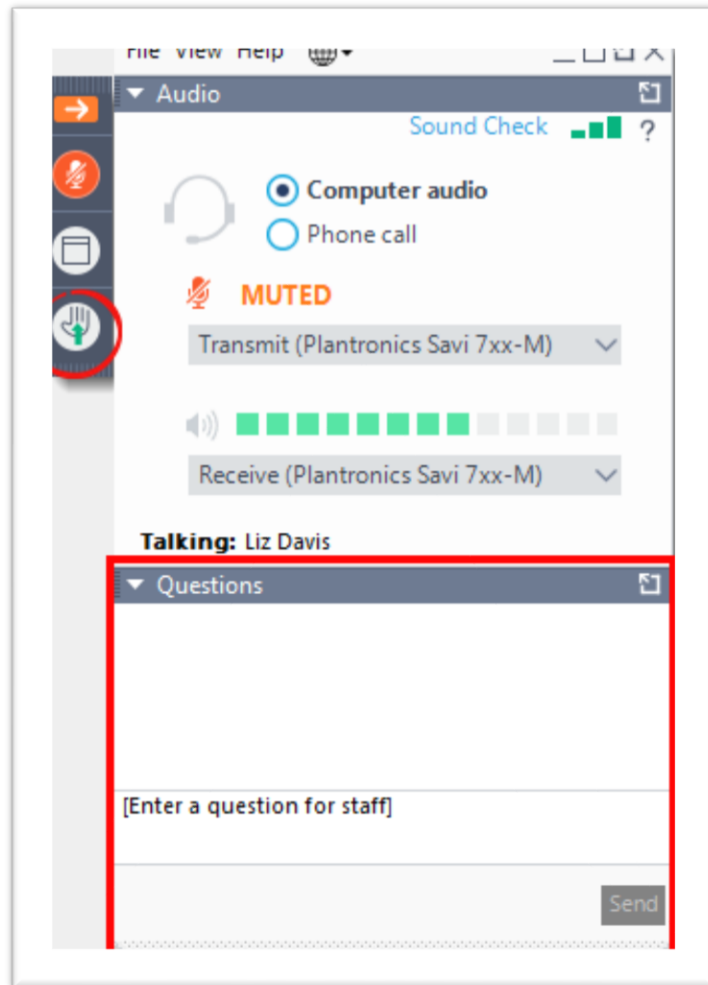 File View Help
Audio
Sound Check ?
Computer audio
Phone call
MUTED
Transmit (Plantronics Savi 7xx-M)
Receive (Plantronics Savi 7xx-M)
Talking: Liz Davis
Questions
[Enter a question for staff]
Send